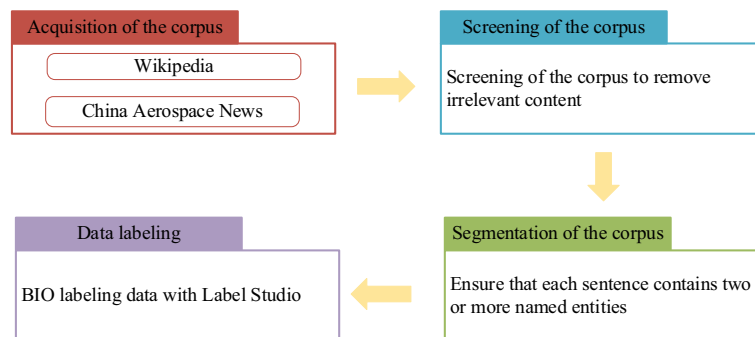 Acquisition of the corpus
Wikipedia
China Aerospace News
Screening of the corpus
Screening of the corpus to remove
irrelevant content
Segmentation of the corpus
Ensure that each sentence contains two
or more named entities
Data labeling
BIO labeling data with Label Studio